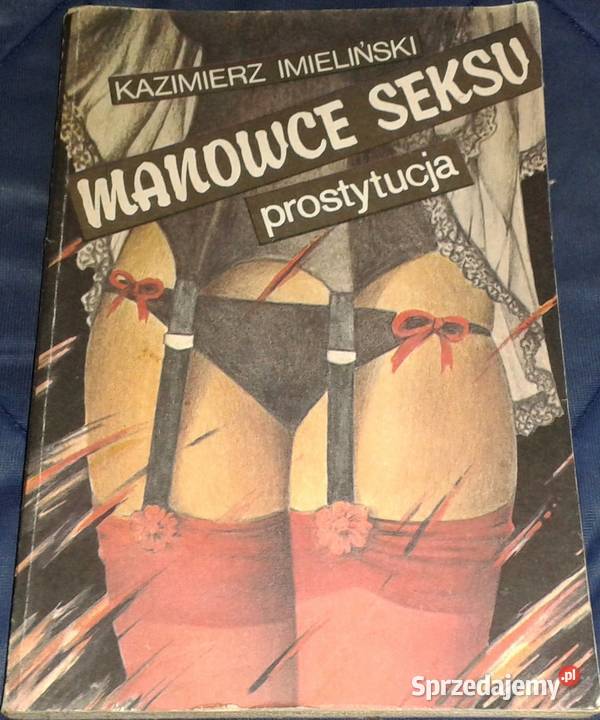 KAZIMIERZ IMIELIŃSKI
MANOWCE SEKSU
prostytucja
Sprzedajemy.pl